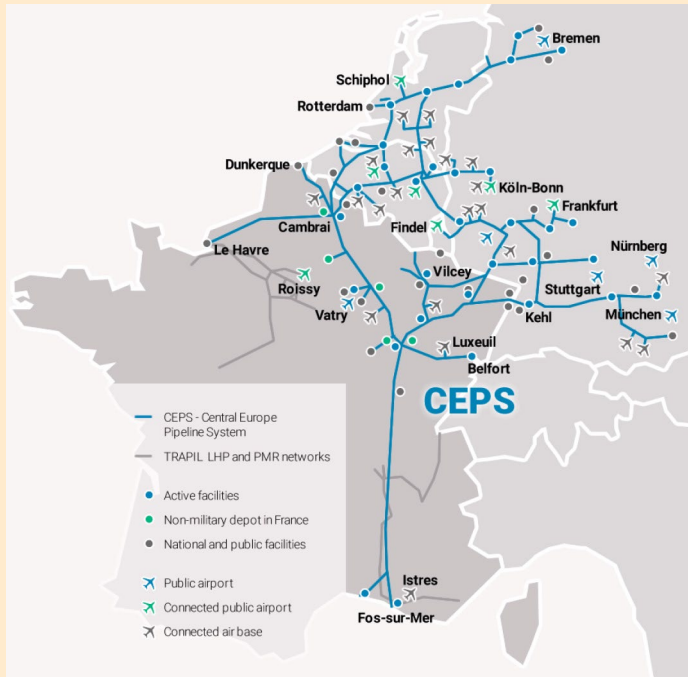 Bremen
Schiphol
Rotterdam
Dunkerque
Köln-Bonn
Cambrai
Findel
Frankfurt
Le Havre
Nürnberg
Roissy
Vilcey
Stuttgart
Vatry
Kehl
München
Luxeuil
Belfort
CEPS
CEPS - Central Europe
Pipeline System
TRAPIL LHP and PMR networks
Active facilities
Non-military depot in France
National and public facilities
Public airport
Connected public airport
Connected air base
Istres
Fos-sur-Mer